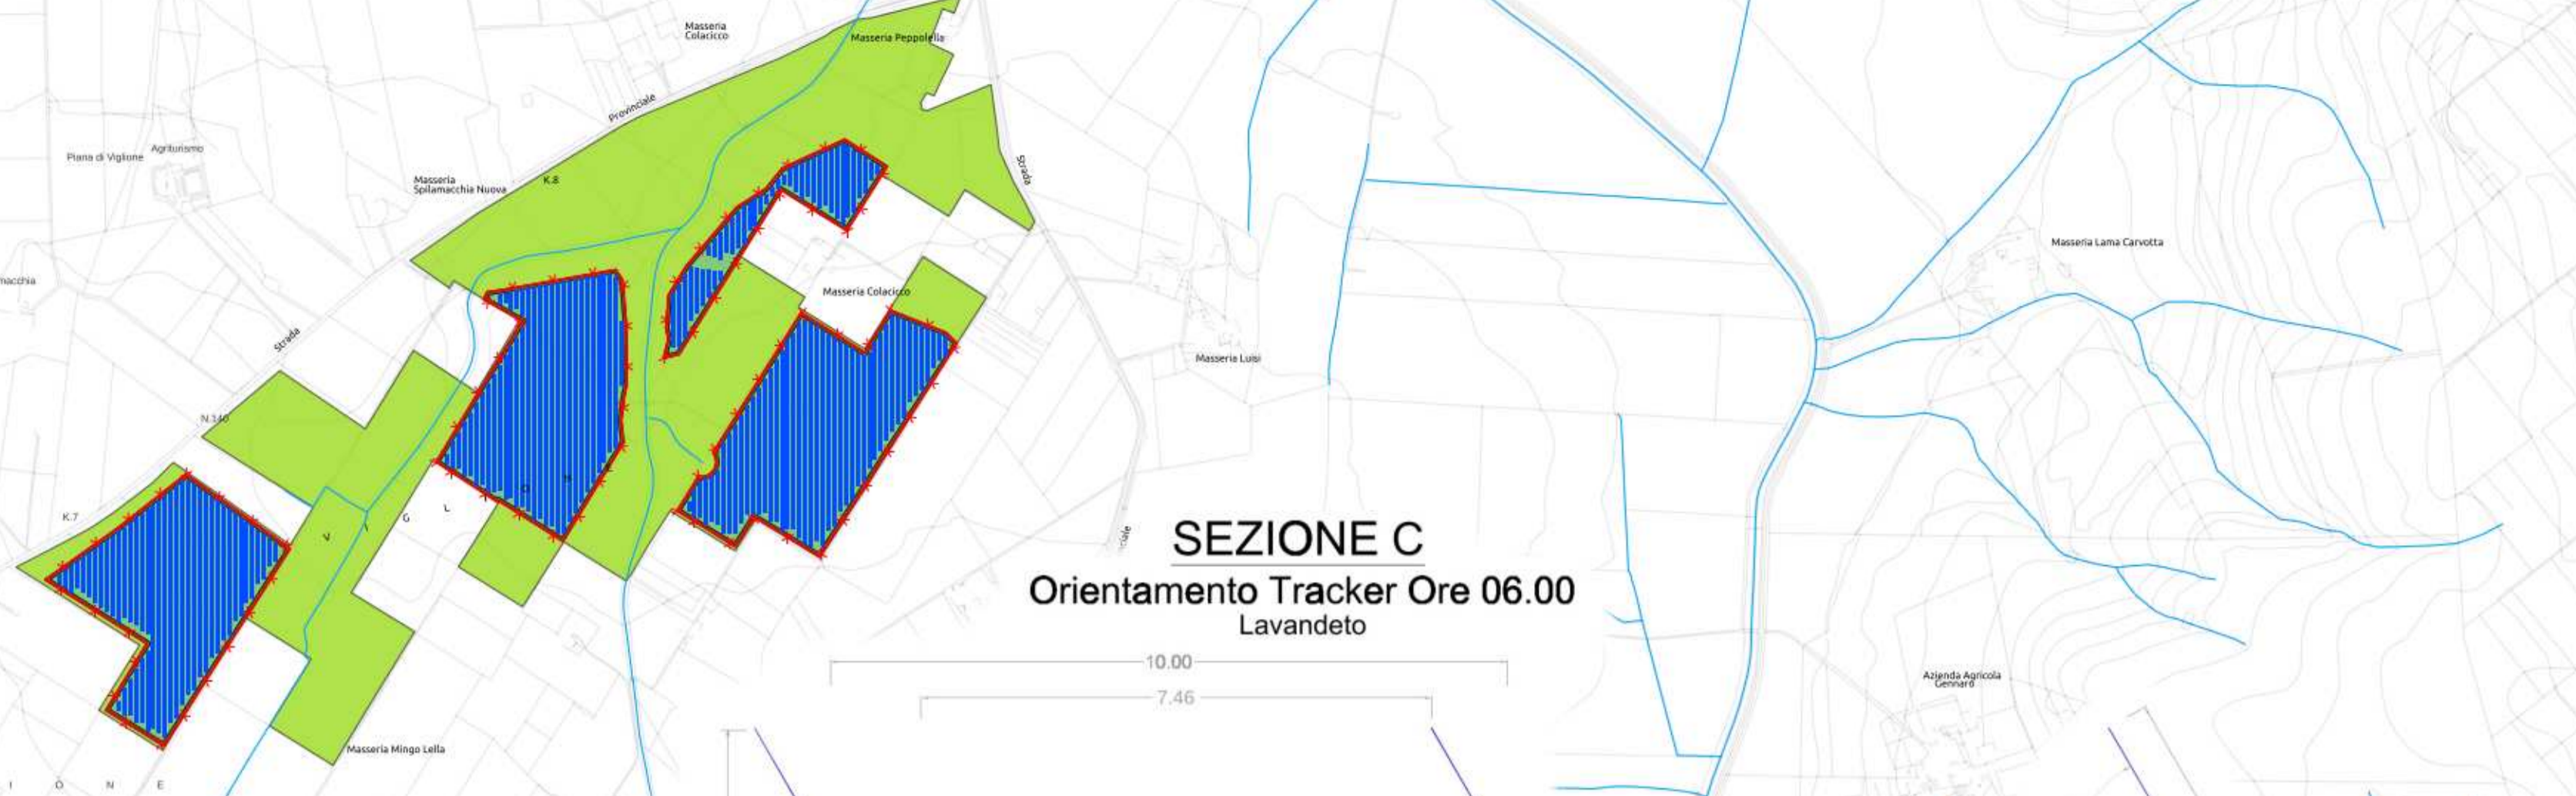 Masseria
Colacicco
Masseria Peppolella
Provinciale
Piana di Viglione
Agriturismo
Masseria
Spilamacchia Nuova
K.8
Strada
Masseria Lama Carvotta
macchia
Masseria Colacicco
Strada
Masseria Luisi
N.140
K.7
V I G L I O N E
SEZIONE C
Orientamento Tracker Ore 06.00
Lavandeto
10.00
7.46
ciale
Azienda Agricola
Gennaro
Masseria Mingo Lella
I O N E